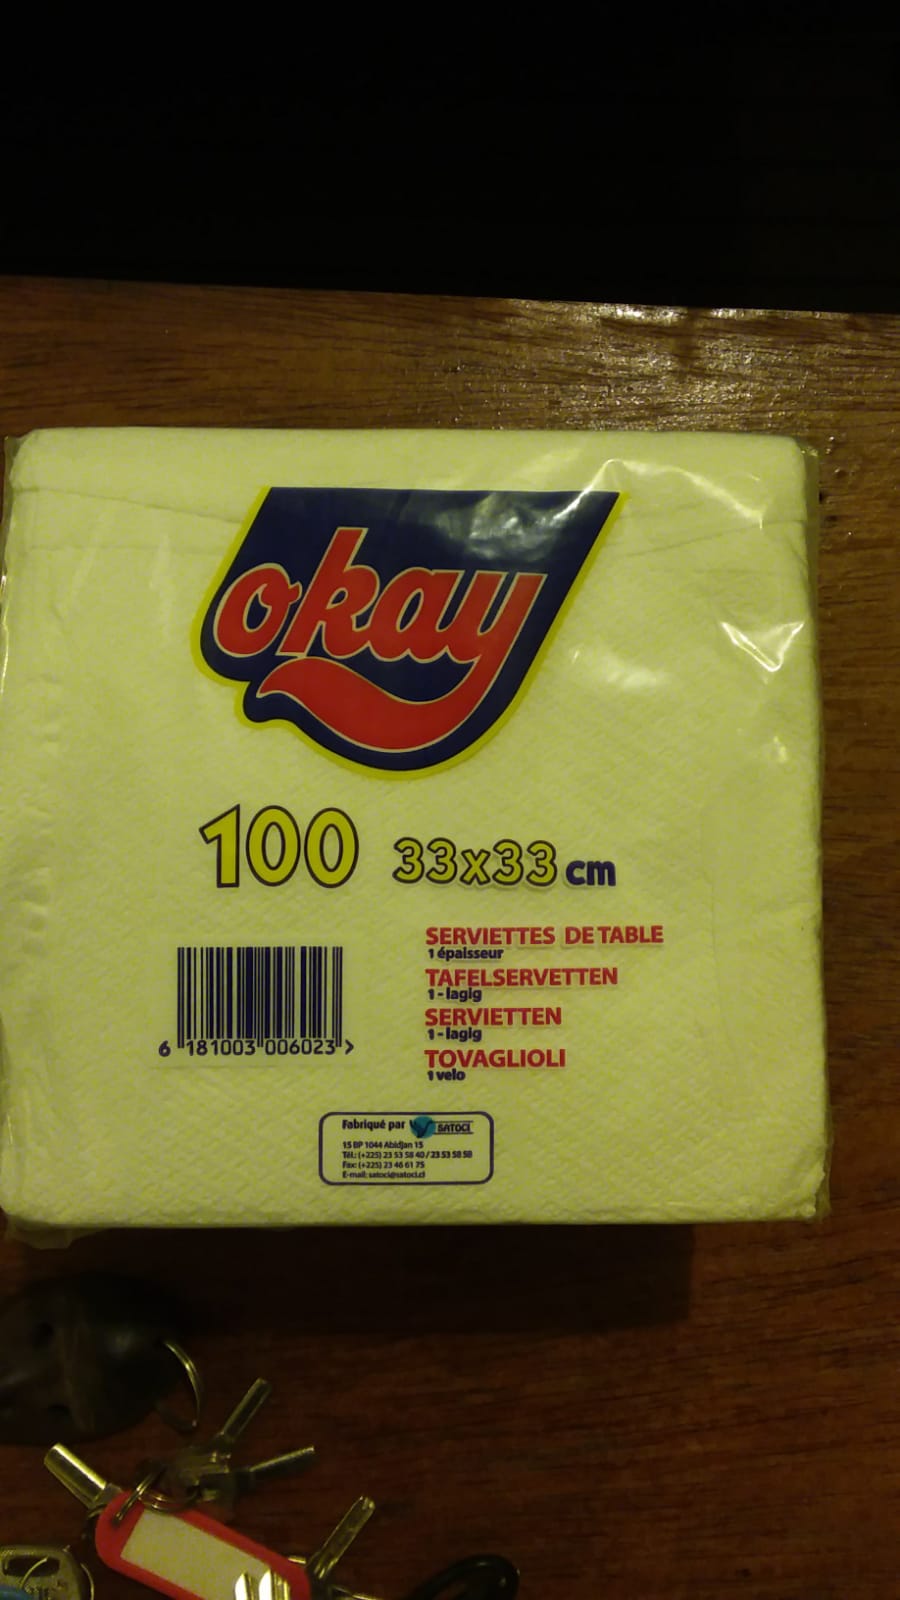 okay
100 33x33 cm
SERVIETTES DE TABLE
1 épaisseur
TAFELSERVETTEN
1-lagig
SERVIETTEN
1-lagig
TOVAGLIOLI
1 velo
6 181003 006023 >
Fabriqué par SATOCI
15 BP 1044 Abidjan 15
Tél.: (+225) 23 53 58 40 / 23 53 58 58
Fax: (+225) 23 46 61 75
E-mail: satoci@satoci.ci